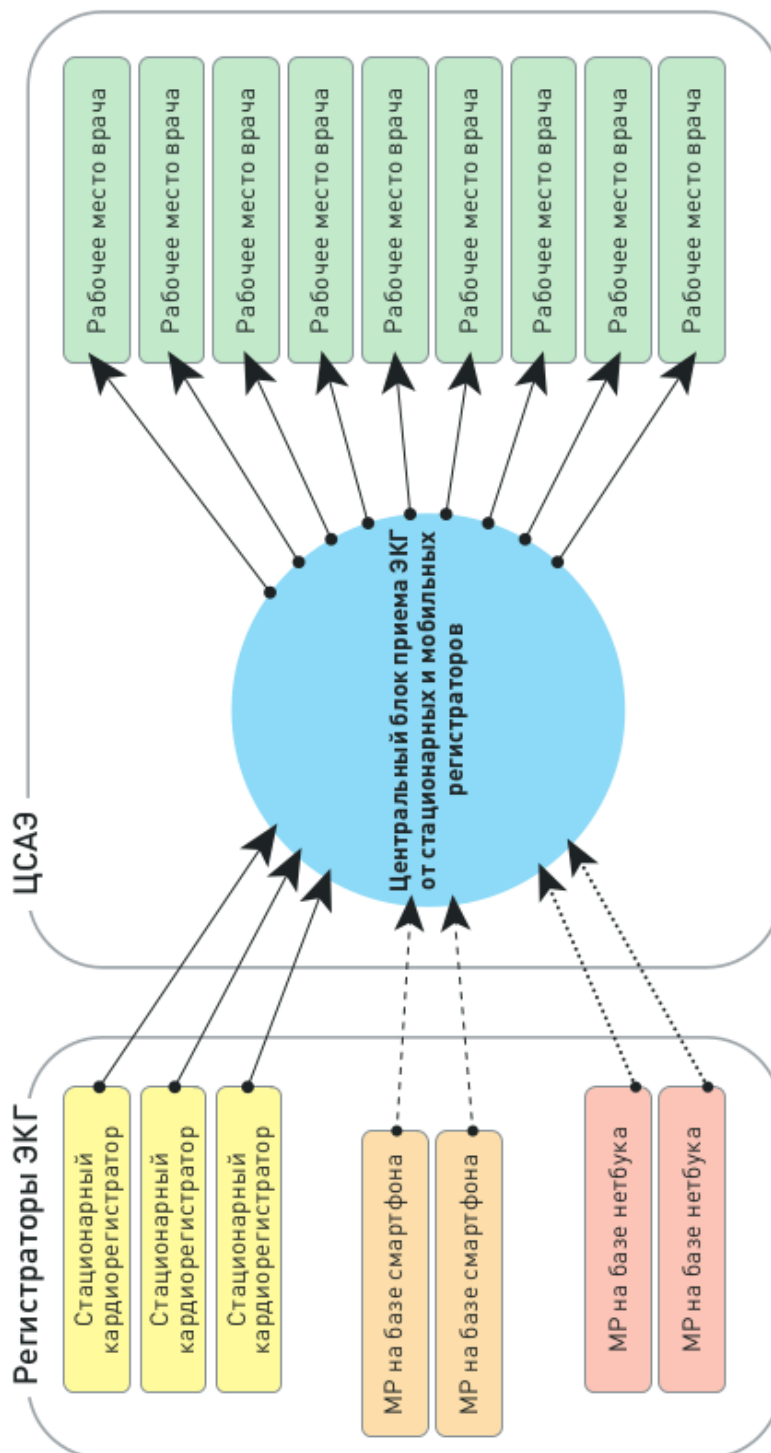 Регистраторы ЭКГ
Стационарный
кардиорегистратор
Стационарный
кардиорегистратор
Стационарный
кардиорегистратор
МР на базе смартфона
МР на базе смартфона
МР на базе нетбука
МР на базе нетбука
ЦСАЭ
Центральный блок приема ЭКГ
от стационарных и мобильных
регистраторов
Рабочее место врача
Рабочее место врача
Рабочее место врача
Рабочее место врача
Рабочее место врача
Рабочее место врача
Рабочее место врача
Рабочее место врача
Рабочее место врача